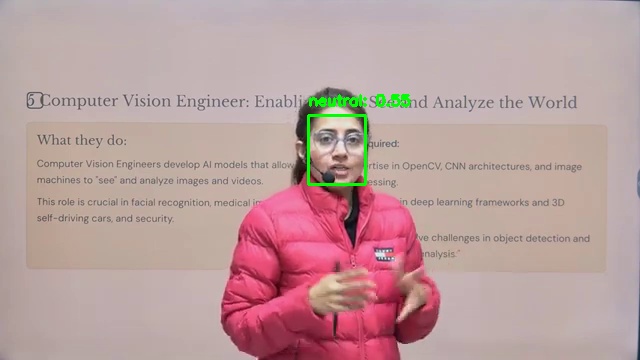 5 Computer Vision Engineer: Enabli and Analyze the World
neutral: 0.55
What they do:
Computer Vision Engineers develop AI models that allow
machines to "see" and analyze images and videos.
This role is crucial in facial recognition, medical im
self-driving cars, and security.
quired:
ertise in OpenCV, CNN architectures, and image
essing.
in deep learning frameworks and 3D
ve challenges in object detection and
analysis."